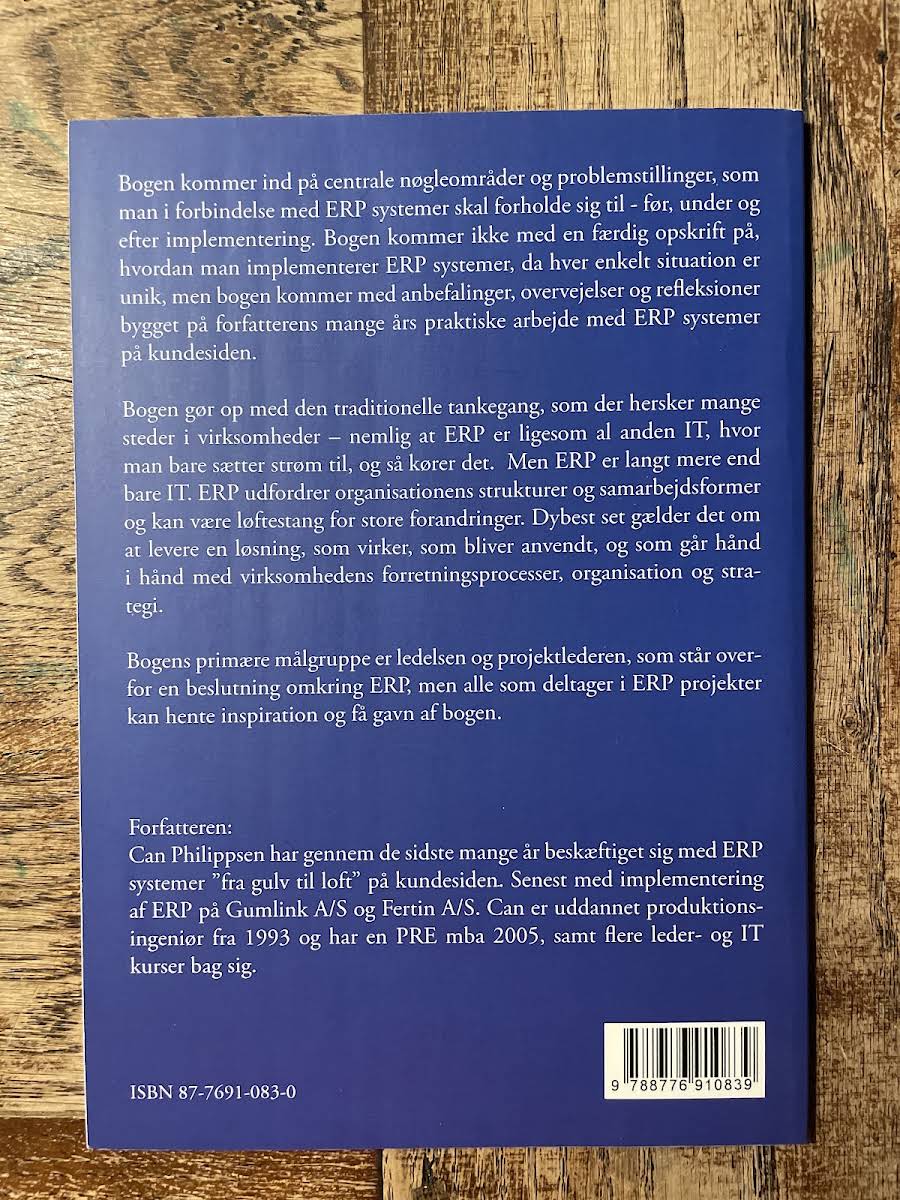 Bogen kommer ind på centrale nøgleområder og problemstillinger, som
man i forbindelse med ERP systemer skal forholde sig til - før, under og
efter implementering. Bogen kommer ikke med en færdig opskrift på,
hvordan man implementerer ERP systemer, da hver enkelt situation er
unik, men bogen kommer med anbefalinger, overvejelser og refleksioner
bygget på forfatterens mange års praktiske arbejde med ERP systemer
på kundesiden.
Bogen gør op med den traditionelle tankegang, som der hersker mange
steder i virksomheder – nemlig at ERP er ligesom al anden IT, hvor
man bare sætter strøm til, og så kører det. Men ERP er langt mere end
bare IT. ERP udfordrer organisationens strukturer og samarbejdsformer
og kan være løftestang for store forandringer. Dybest set gælder det om
at levere en løsning, som virker, som bliver anvendt, og som går hånd
i hånd med virksomhedens forretningsprocesser, organisation og stra-
tegi.
Bogens primære målgruppe er ledelsen og projektlederen, som står over-
for en beslutning omkring ERP, men alle som deltager i ERP projekter
kan hente inspiration og få gavn af bogen.
Forfatteren:
Can Philippsen har gennem de sidste mange år beskæftiget sig med ERP
systemer ”fra gulv til loft” på kundesiden. Senest med implementering
af ERP på Gumlink A/S og Fertin A/S. Can er uddannet produktions-
ingeniør fra 1993 og har en PRE mba 2005, samt flere leder- og IT
kurser bag sig.
ISBN 87-7691-083-0
9 788776 910839